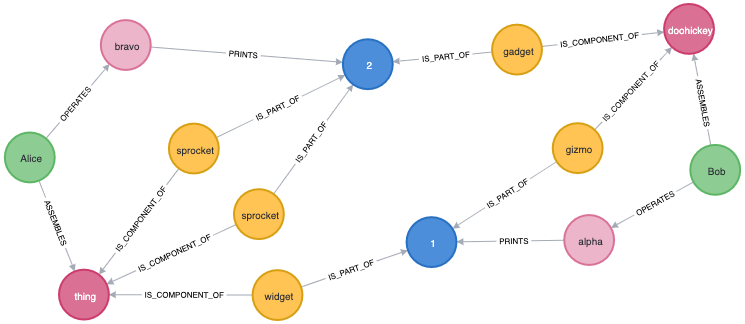 doohickey
bravo
PRINTS
IS_PART_OF
gadget
IS_COMPONENT_OF
2
OPERATES
IS_PART_OF
IS_COMPONENT_OF
ASSEMBLES
Alice
sprocket
IS_PART_OF
gizmo
Bob
ASSEMBLES
IS_COMPONENT_OF
sprocket
IS_PART_OF
OPERATES
IS_COMPONENT_OF
1
PRINTS
alpha
IS_PART_OF
thing
IS_COMPONENT_OF
widget